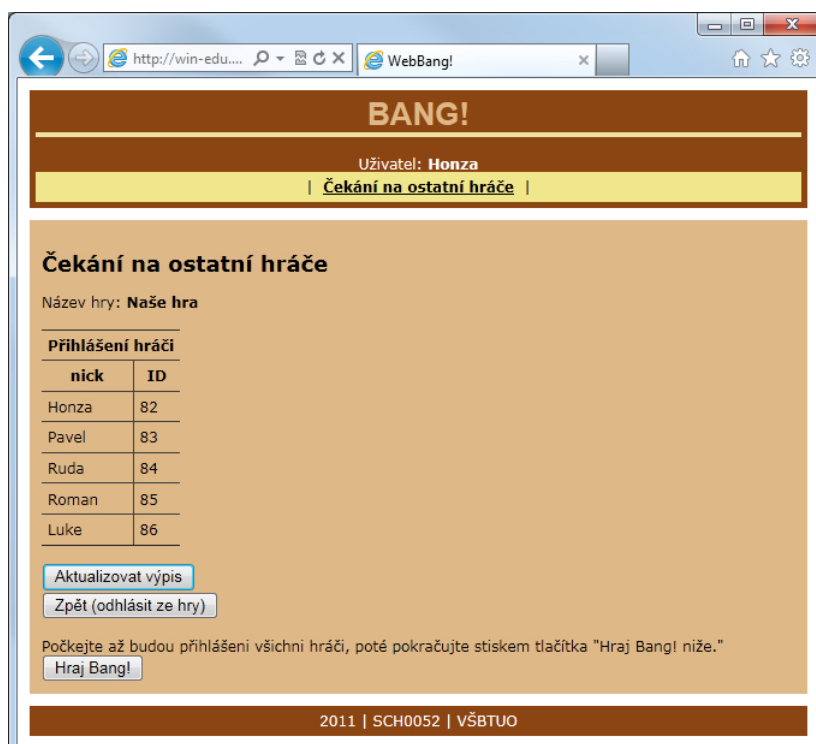 http://win-edu....
WebBang!
BANG!
Uživatel: Honza
| Čekání na ostatní hráče |
Čekání na ostatní hráče
Název hry: Naše hra
Přihlášení hráči
nick ID
Honza 82
Pavel 83
Ruda 84
Roman 85
Luke 86
Aktualizovat výpis
Zpět (odhlásit ze hry)
Počkejte až budou přihlášeni všichni hráči, poté pokračujte stiskem tlačítka "Hraj Bang! níže."
Hraj Bang!
2011 | SCH0052 | VŠBTUO